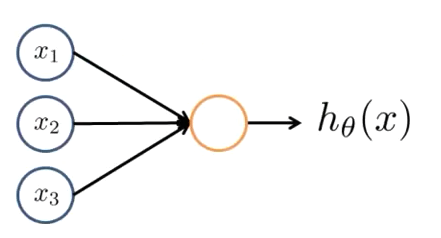 x₁
x₂
hθ(x)
x₃